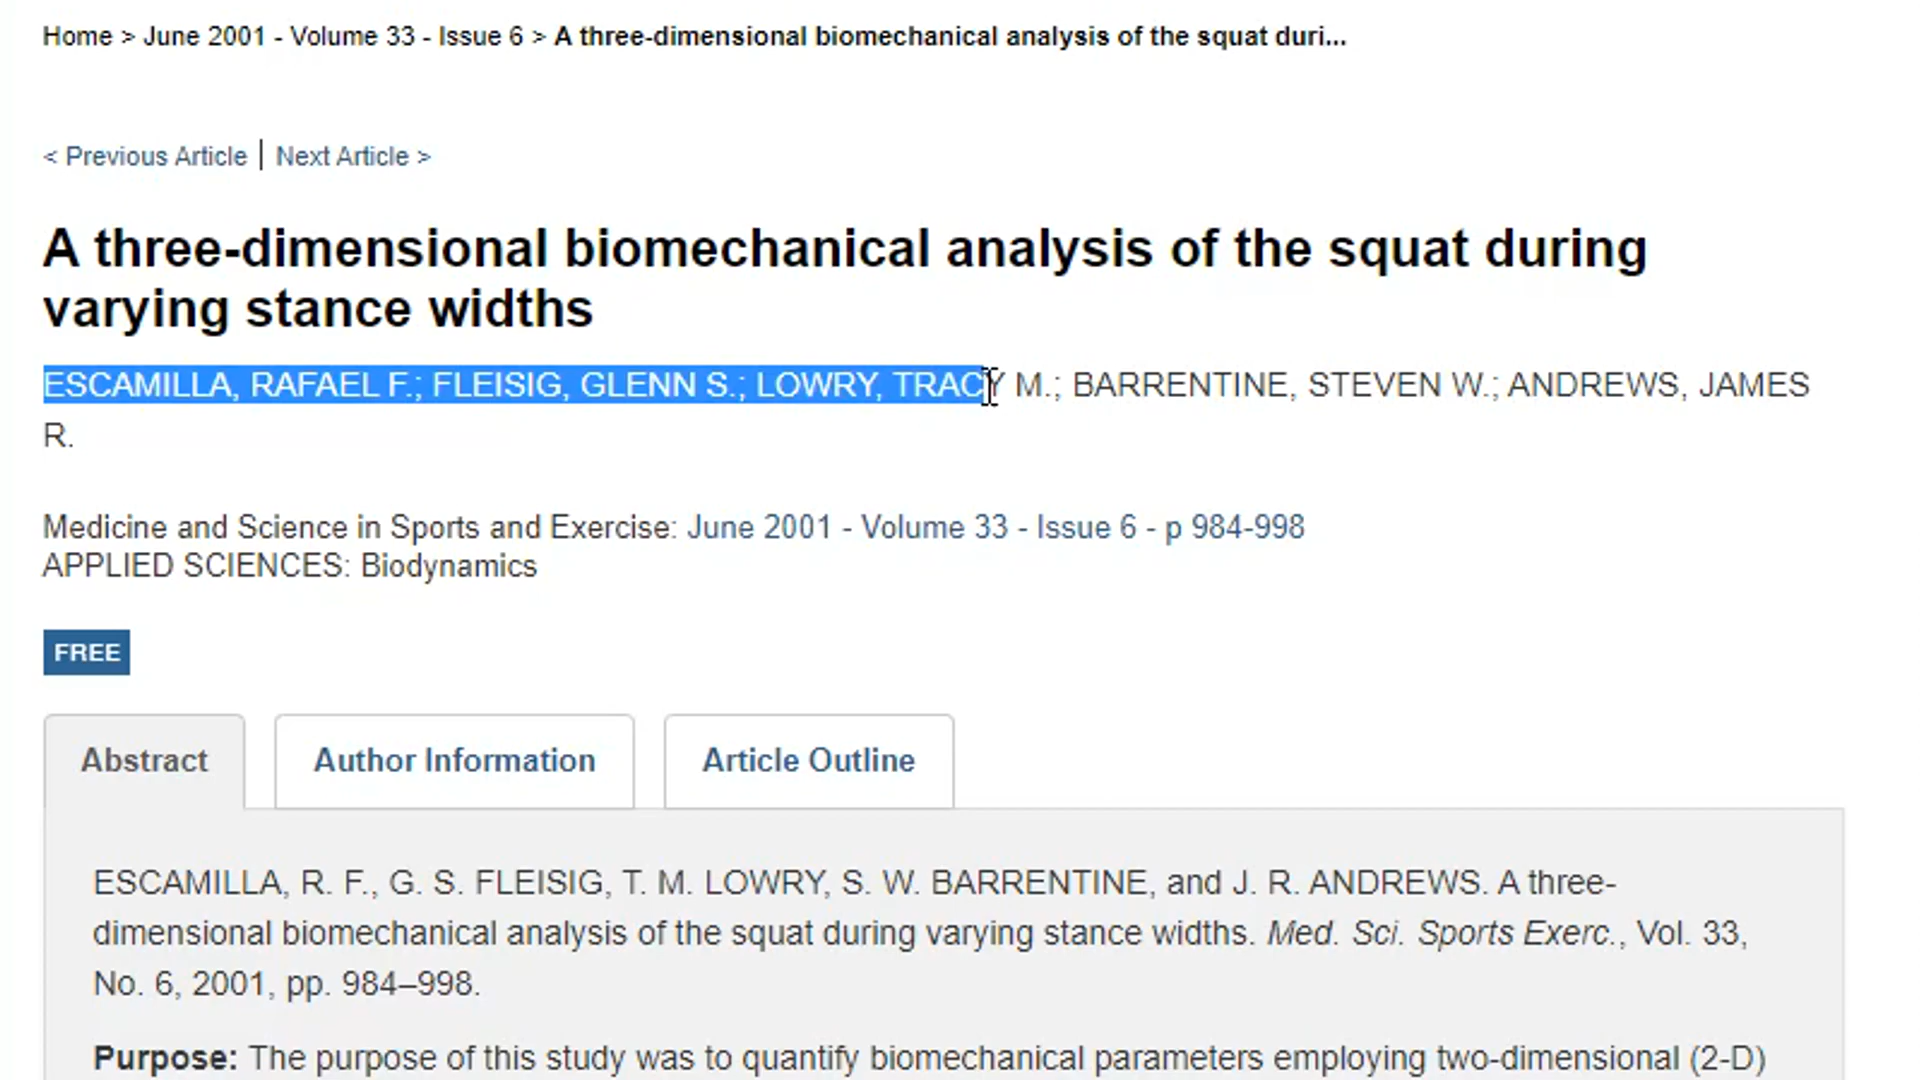 Home > June 2001 - Volume 33 - Issue 6 > A three-dimensional biomechanical analysis of the squat duri...
< Previous Article | Next Article >
A three-dimensional biomechanical analysis of the squat during
varying stance widths
ESCAMILLA, RAFAEL F.; FLEISIG, GLENN S.; LOWRY, TRACY M.; BARRENTINE, STEVEN W.; ANDREWS, JAMES
R.
Medicine and Science in Sports and Exercise: June 2001 - Volume 33 - Issue 6 - p 984-998
APPLIED SCIENCES: Biodynamics
FREE
Abstract Author Information Article Outline
ESCAMILLA, R. F., G. S. FLEISIG, T. M. LOWRY, S. W. BARRENTINE, and J. R. ANDREWS. A three-
dimensional biomechanical analysis of the squat during varying stance widths. Med. Sci. Sports Exerc., Vol. 33,
No. 6, 2001, pp. 984–998.
Purpose: The purpose of this study was to quantify biomechanical parameters employing two-dimensional (2-D)